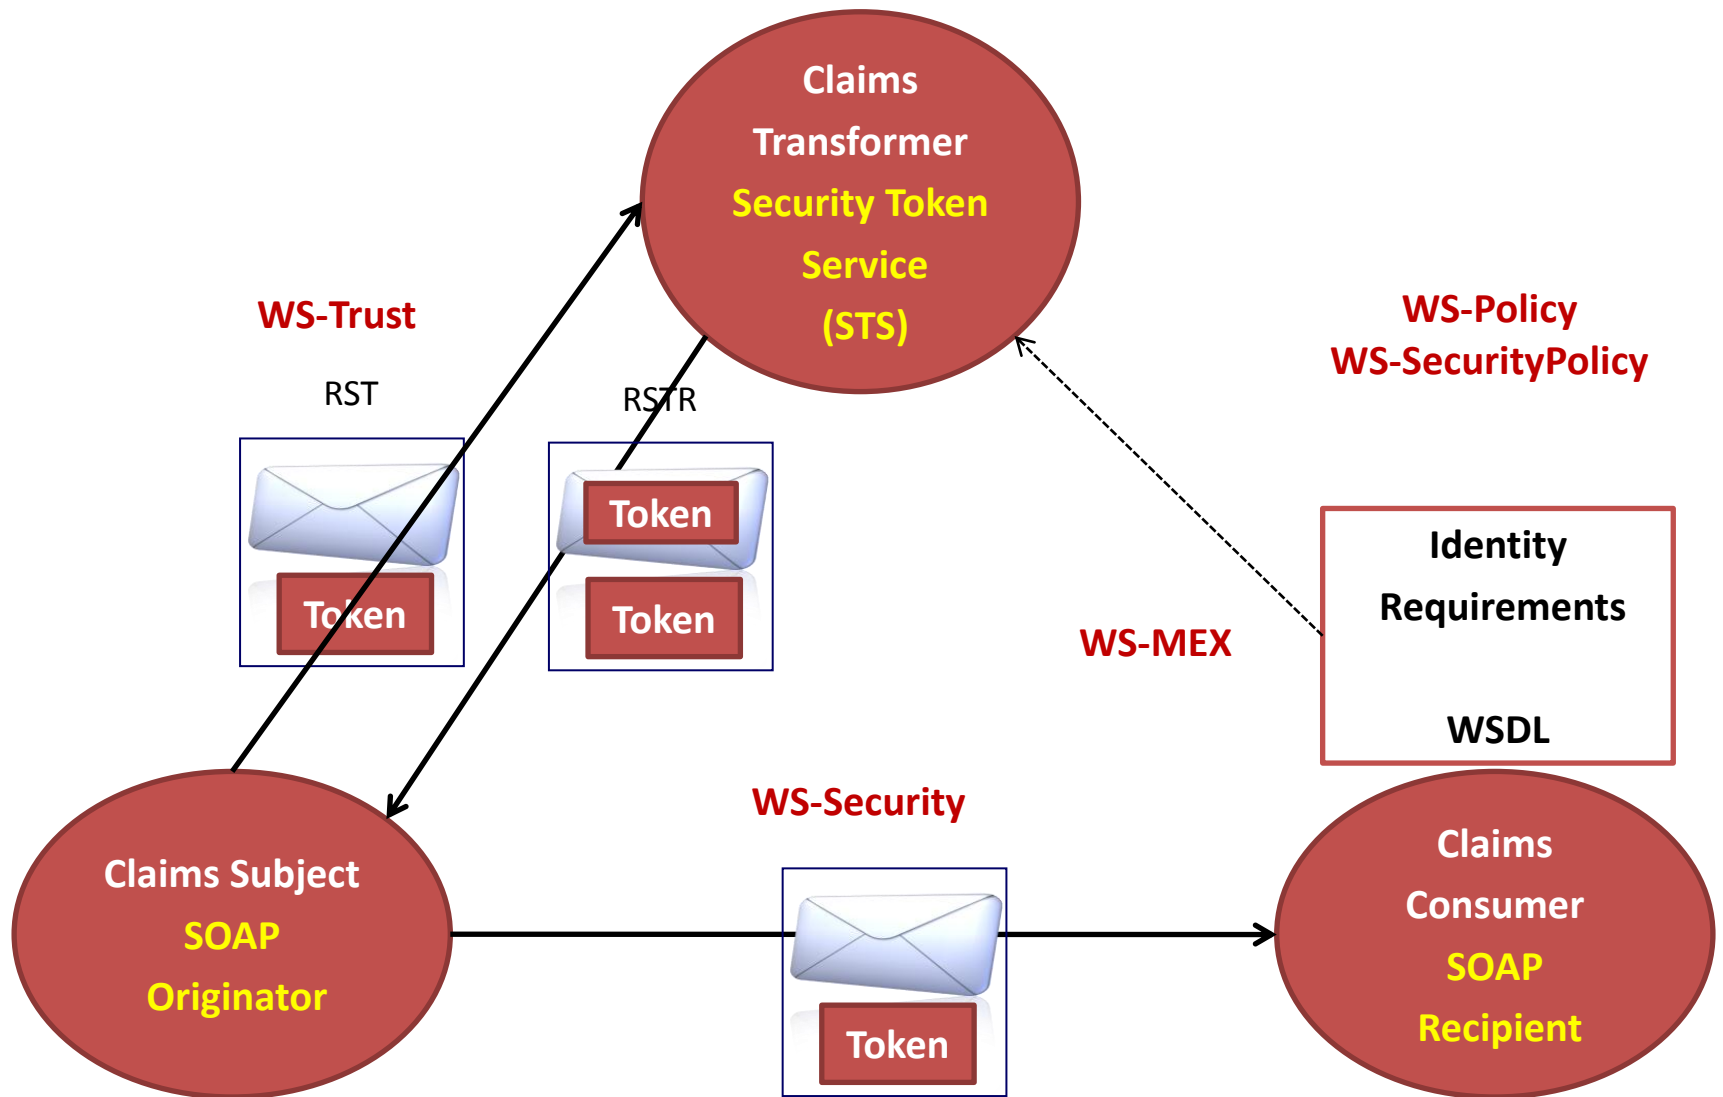 Claims
Transformer
Security Token
Service
(STS)
WS-Trust
WS-Policy
WS-SecurityPolicy
RST
RSTR
Token
Token
Token
Identity
Requirements
WSDL
WS-MEX
WS-Security
Claims Subject
SOAP
Originator
Token
Claims
Consumer
SOAP
Recipient